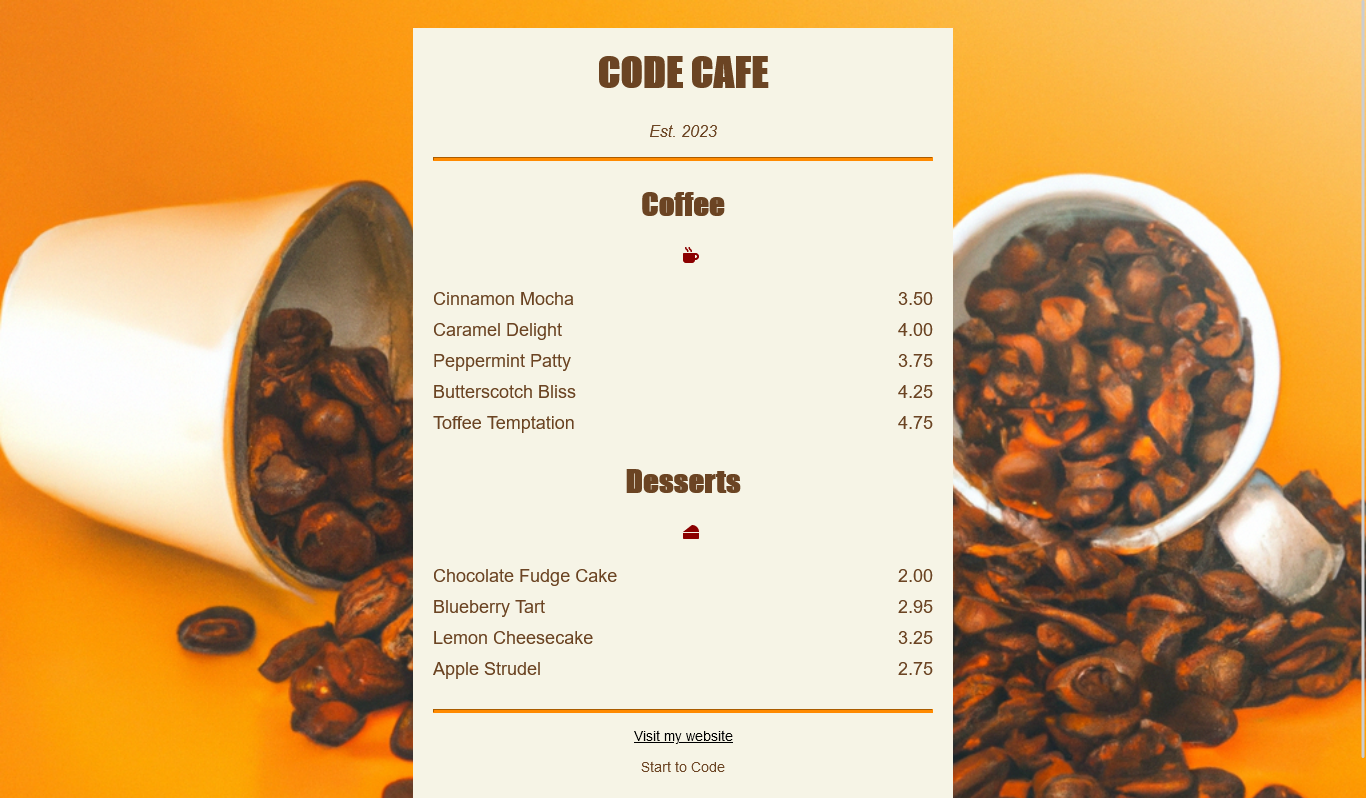 CODE CAFE
Est. 2023
Coffee
Cinnamon Mocha 3.50
Caramel Delight 4.00
Peppermint Patty 3.75
Butterscotch Bliss 4.25
Toffee Temptation 4.75
Desserts
Chocolate Fudge Cake 2.00
Blueberry Tart 2.95
Lemon Cheesecake 3.25
Apple Strudel 2.75
Visit my website
Start to Code